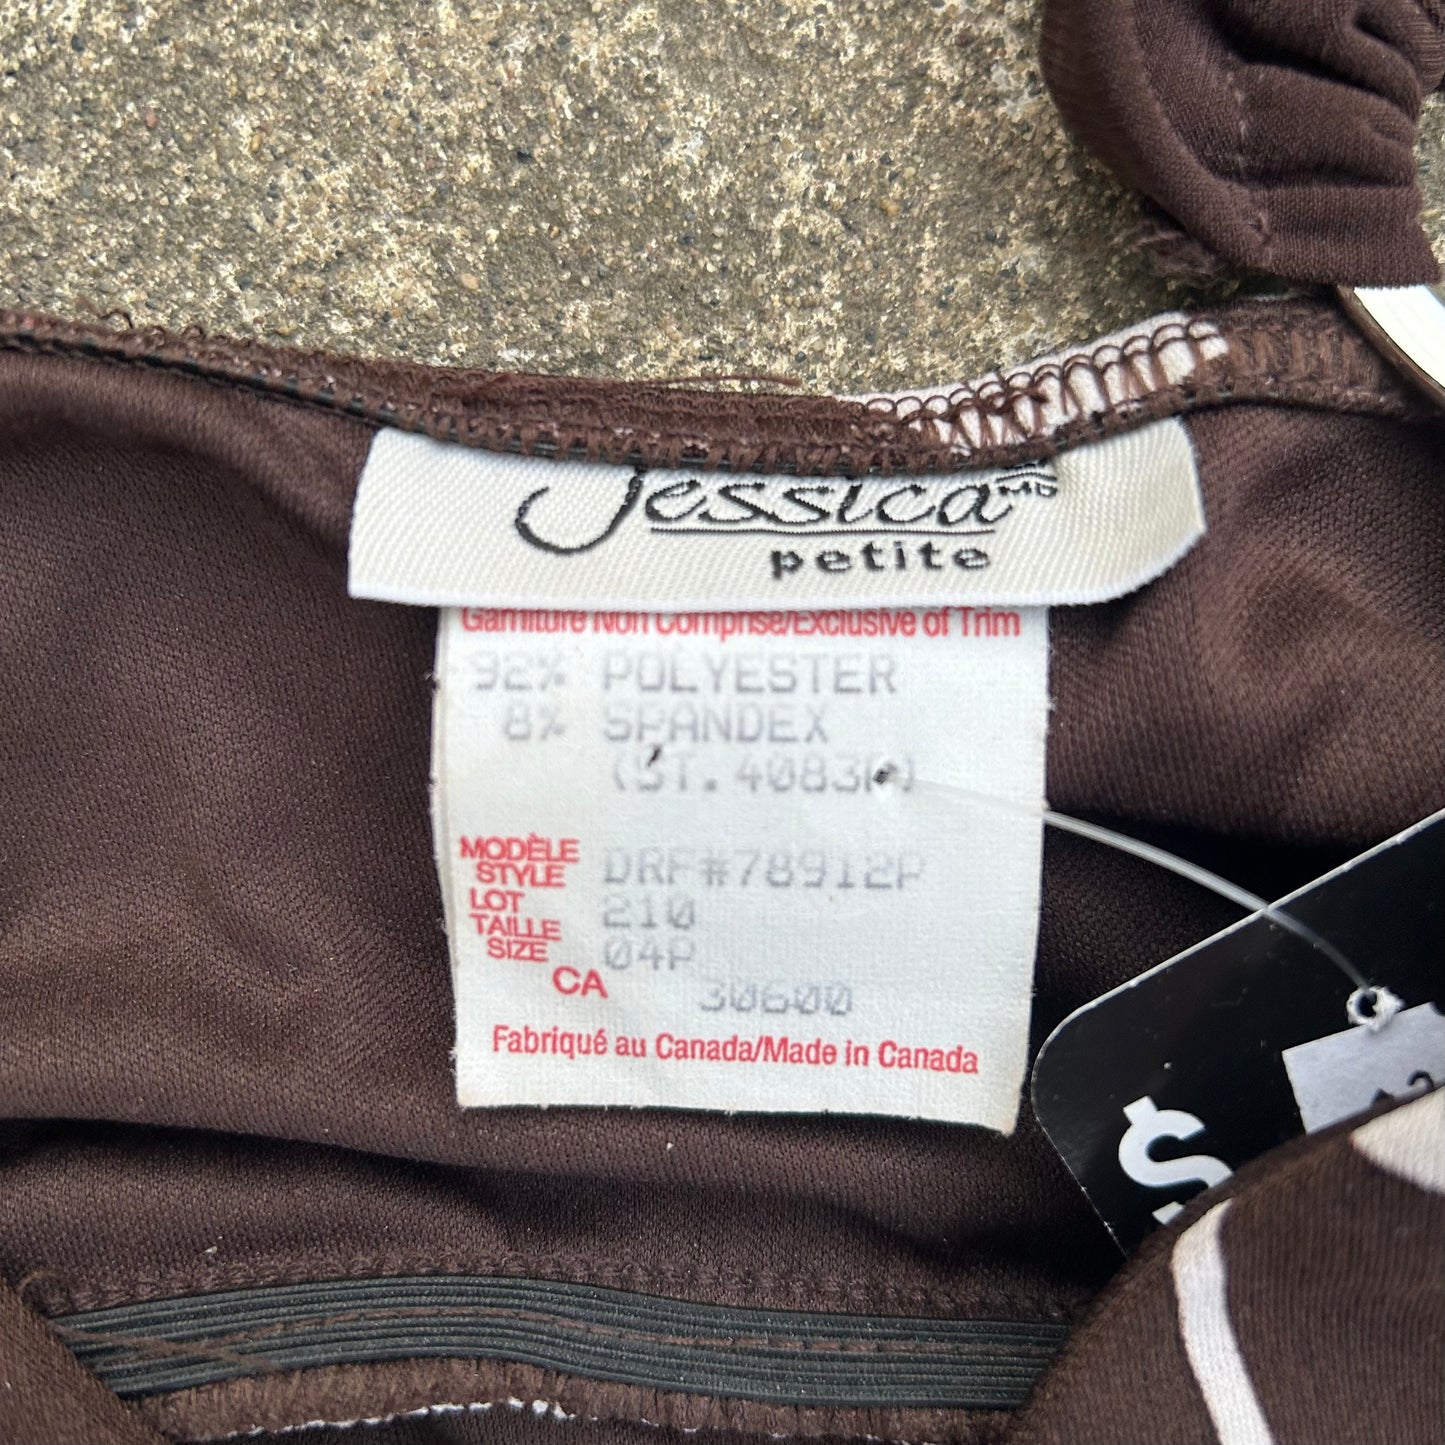 Jessica MD
petite
Garniture Non Comprise/Exclusive of Trim
92% POLYESTER
8% SPANDEX
(ST.4083P)
MODÈLE
STYLE DRF#78912P
LOT 210
TAILLE
SIZE 04P
CA 30600
Fabriqué au Canada/Made in Canada
$